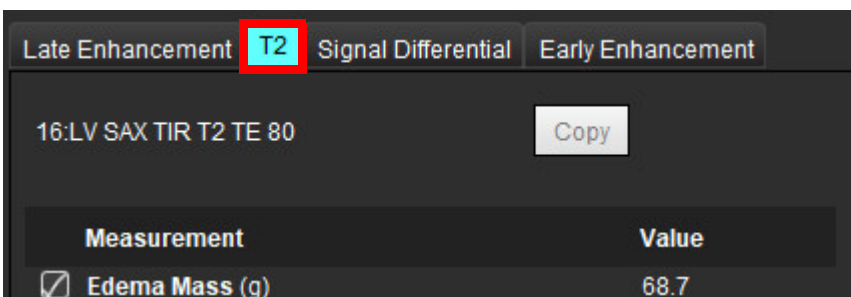 Late Enhancement T2 Signal Differential Early Enhancement
16:LV SAX TIR T2 TE 80 Copy
Measurement Value
Edema Mass (g) 68.7